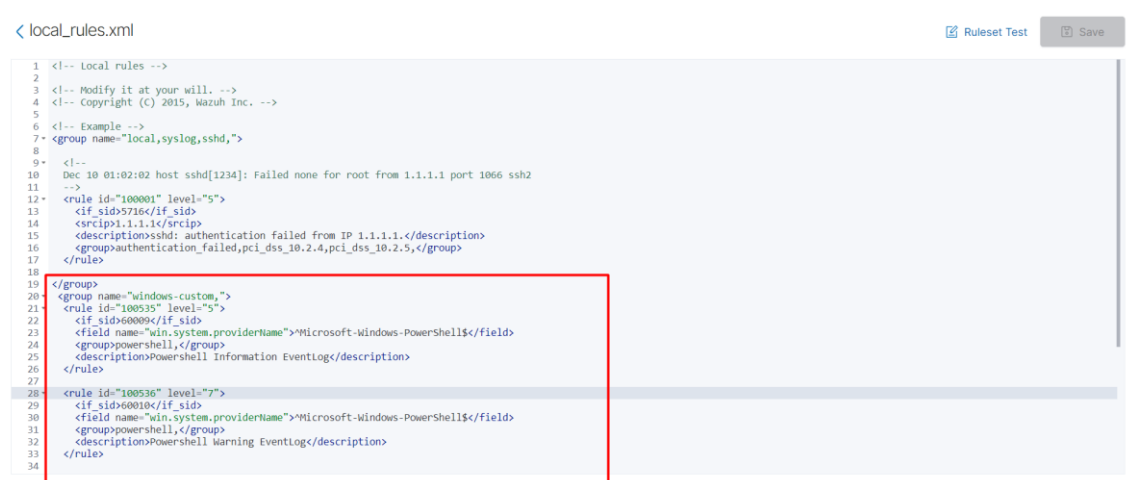 local_rules.xml
Ruleset Test
Save
1 <!-- Local rules -->
2
3 <!-- Modify it at your will. -->
4 <!-- Copyright (C) 2015, Wazuh Inc. -->
5
6 <!-- Example -->
7 <group name="local,syslog,sshd,">
8
9 <!--
10 Dec 10 01:02:02 host sshd[1234]: Failed none for root from 1.1.1.1 port 1066 ssh2
11 -->
12 <rule id="100001" level="5">
13 <if_sid>5716</if_sid>
14 <srcip>1.1.1.1</srcip>
15 <description>sshd: authentication failed from IP 1.1.1.1.</description>
16 <group>authentication_failed,pci_dss_10.2.4,pci_dss_10.2.5,</group>
17 </rule>
18
19 </group>
20 <group name="windows-custom,">
21 <rule id="100535" level="5">
22 <if_sid>60009</if_sid>
23 <field name="win.system.providerName">^Microsoft-Windows-PowerShell$</field>
24 <group>powershell,</group>
25 <description>Powershell Information EventLog</description>
26 </rule>
27
28 <rule id="100536" level="7">
29 <if_sid>60010</if_sid>
30 <field name="win.system.providerName">^Microsoft-Windows-PowerShell$</field>
31 <group>powershell,</group>
32 <description>Powershell Warning EventLog</description>
33 </rule>
34